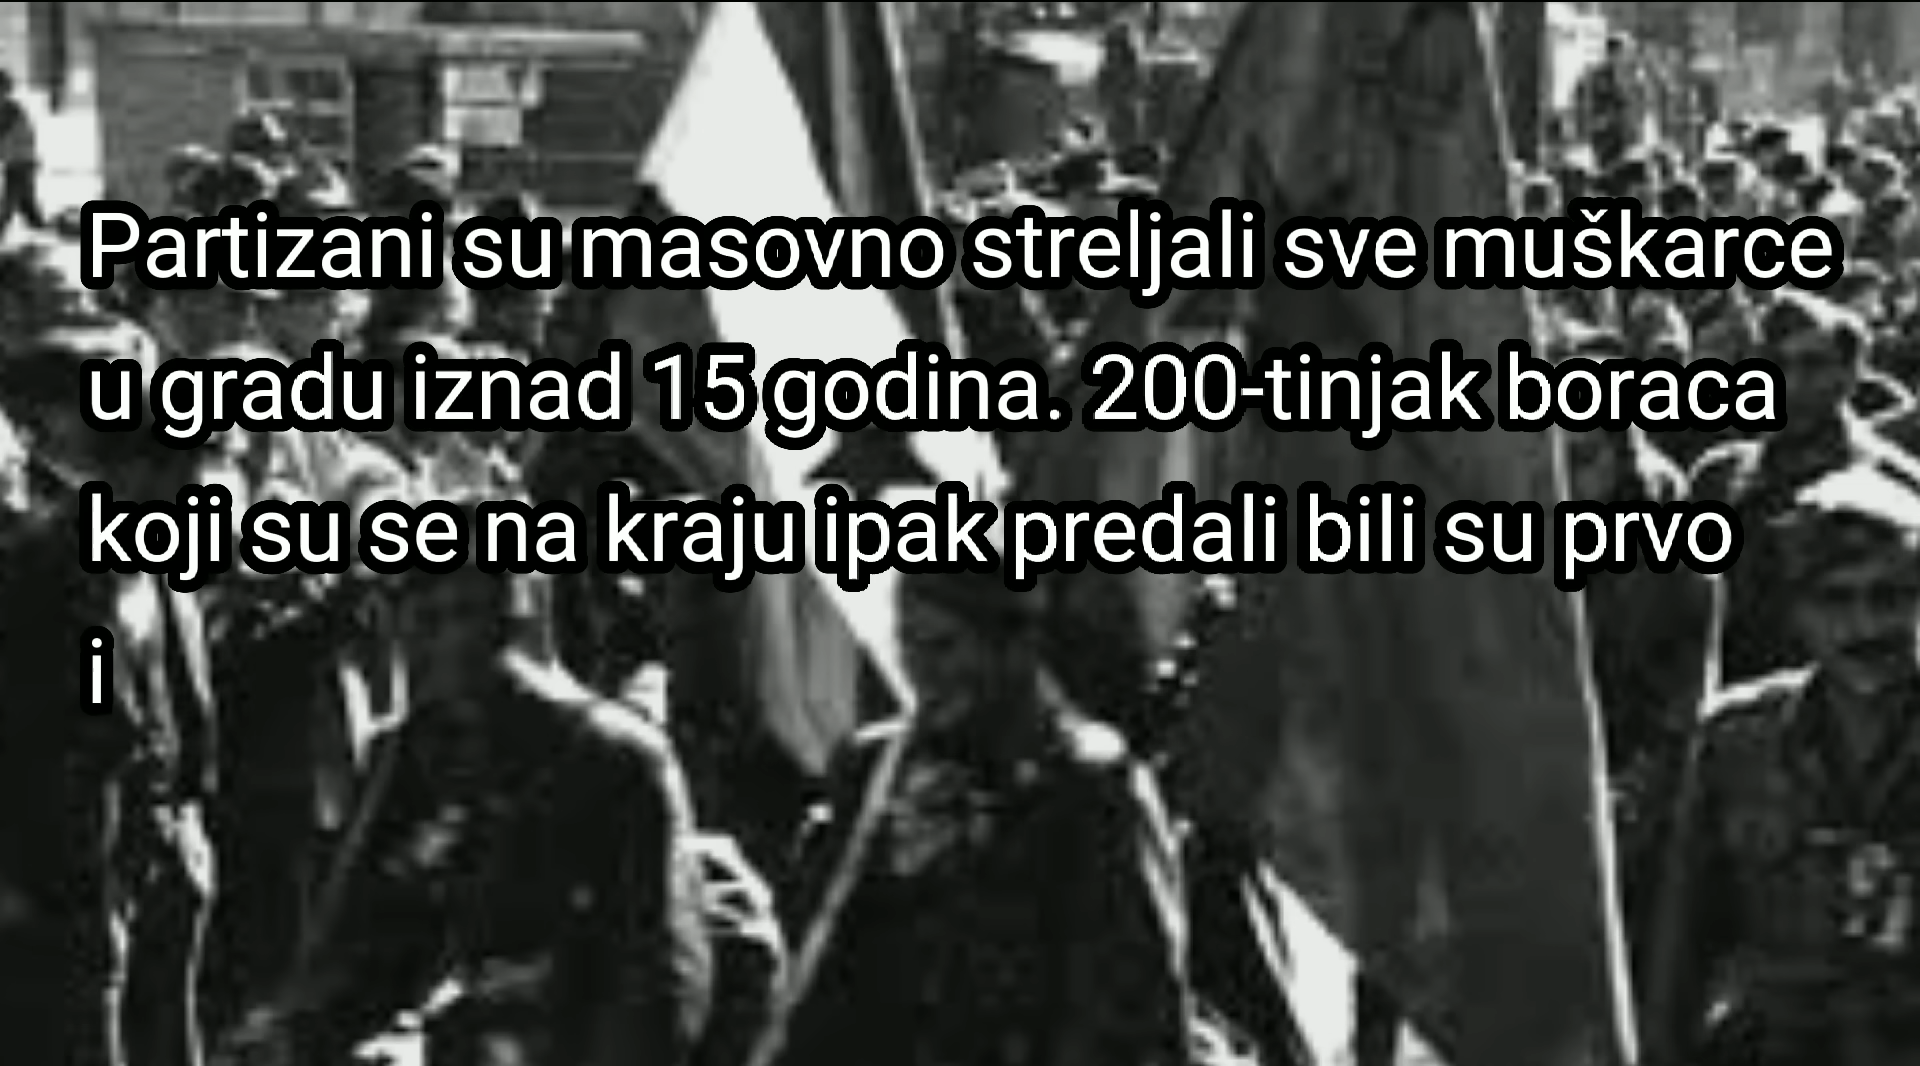 Partizani su masovno streljali sve muškarce
u gradu iznad 15 godina. 200-tinjak boraca
koji su se na kraju ipak predali bili su prvo
i